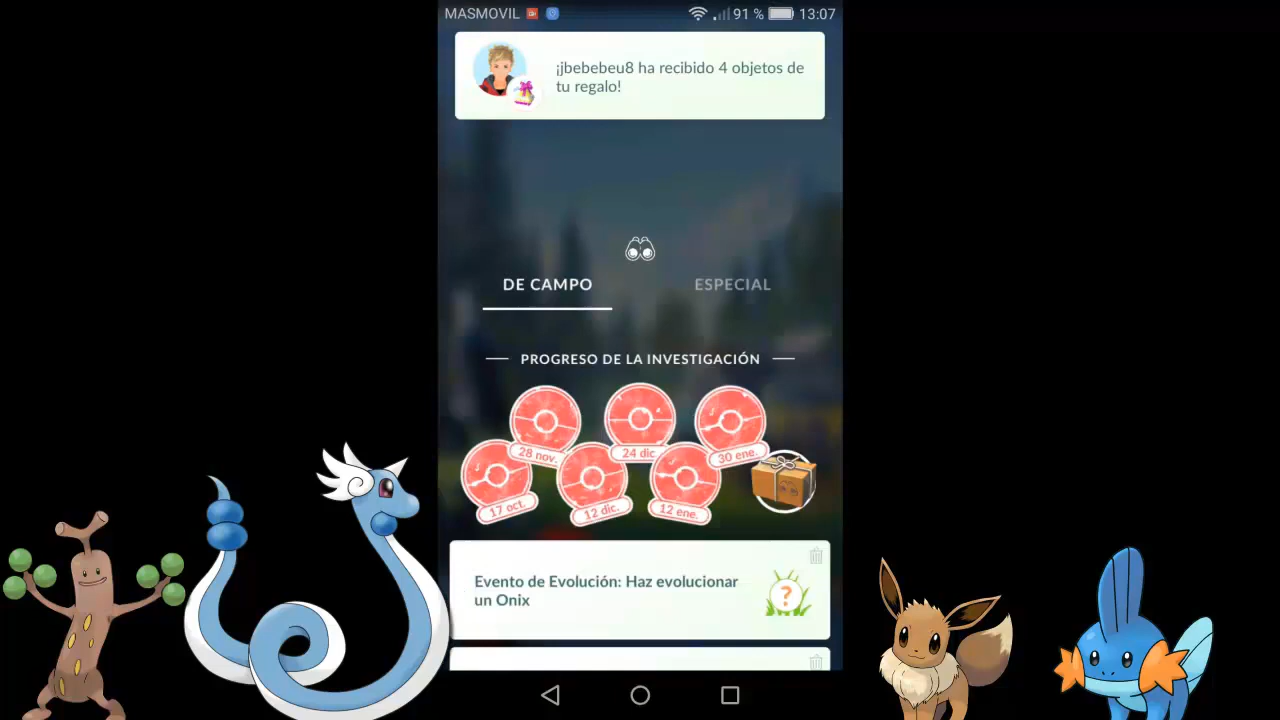 MASMOVIL 91 % 13:07
¡jbebebeu8 ha recibido 4 objetos de
tu regalo!
DE CAMPO ESPECIAL
PROGRESO DE LA INVESTIGACIÓN
28 nov. 24 dic. 30 ene.
17 oct. 12 dic. 12 ene.
Evento de Evolución: Haz evolucionar
un Onix
?